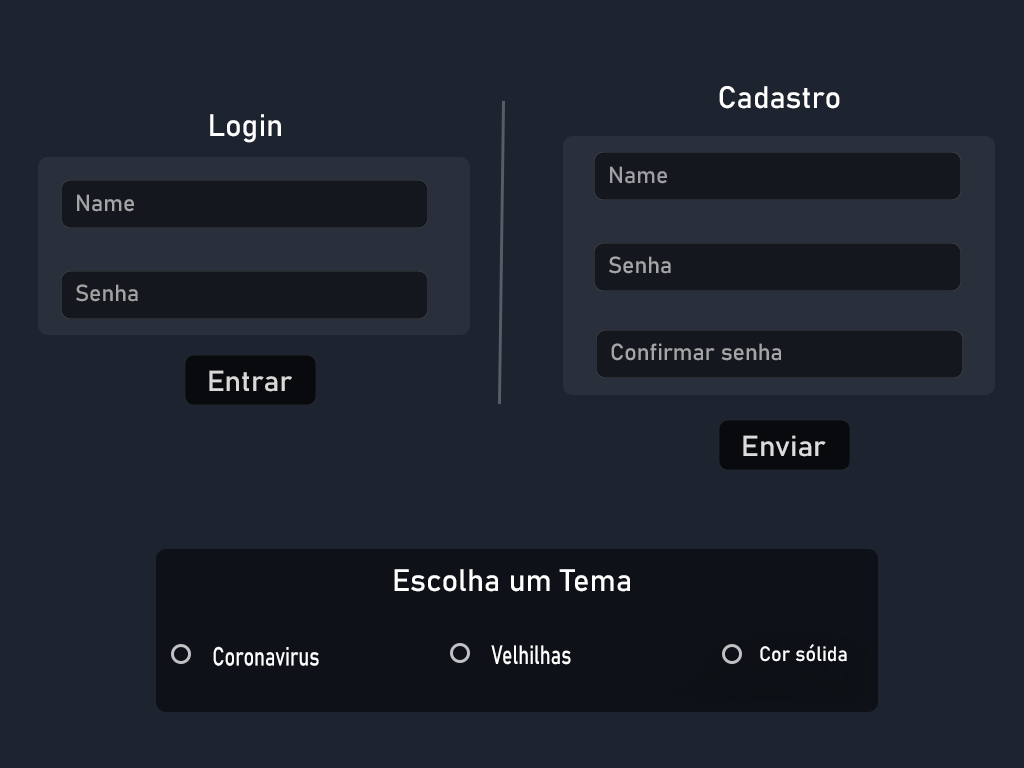 Login
Name
Senha
Entrar
Cadastro
Name
Senha
Confirmar senha
Enviar
Escolha um Tema
Coronavirus
Velhilhas
Cor sólida